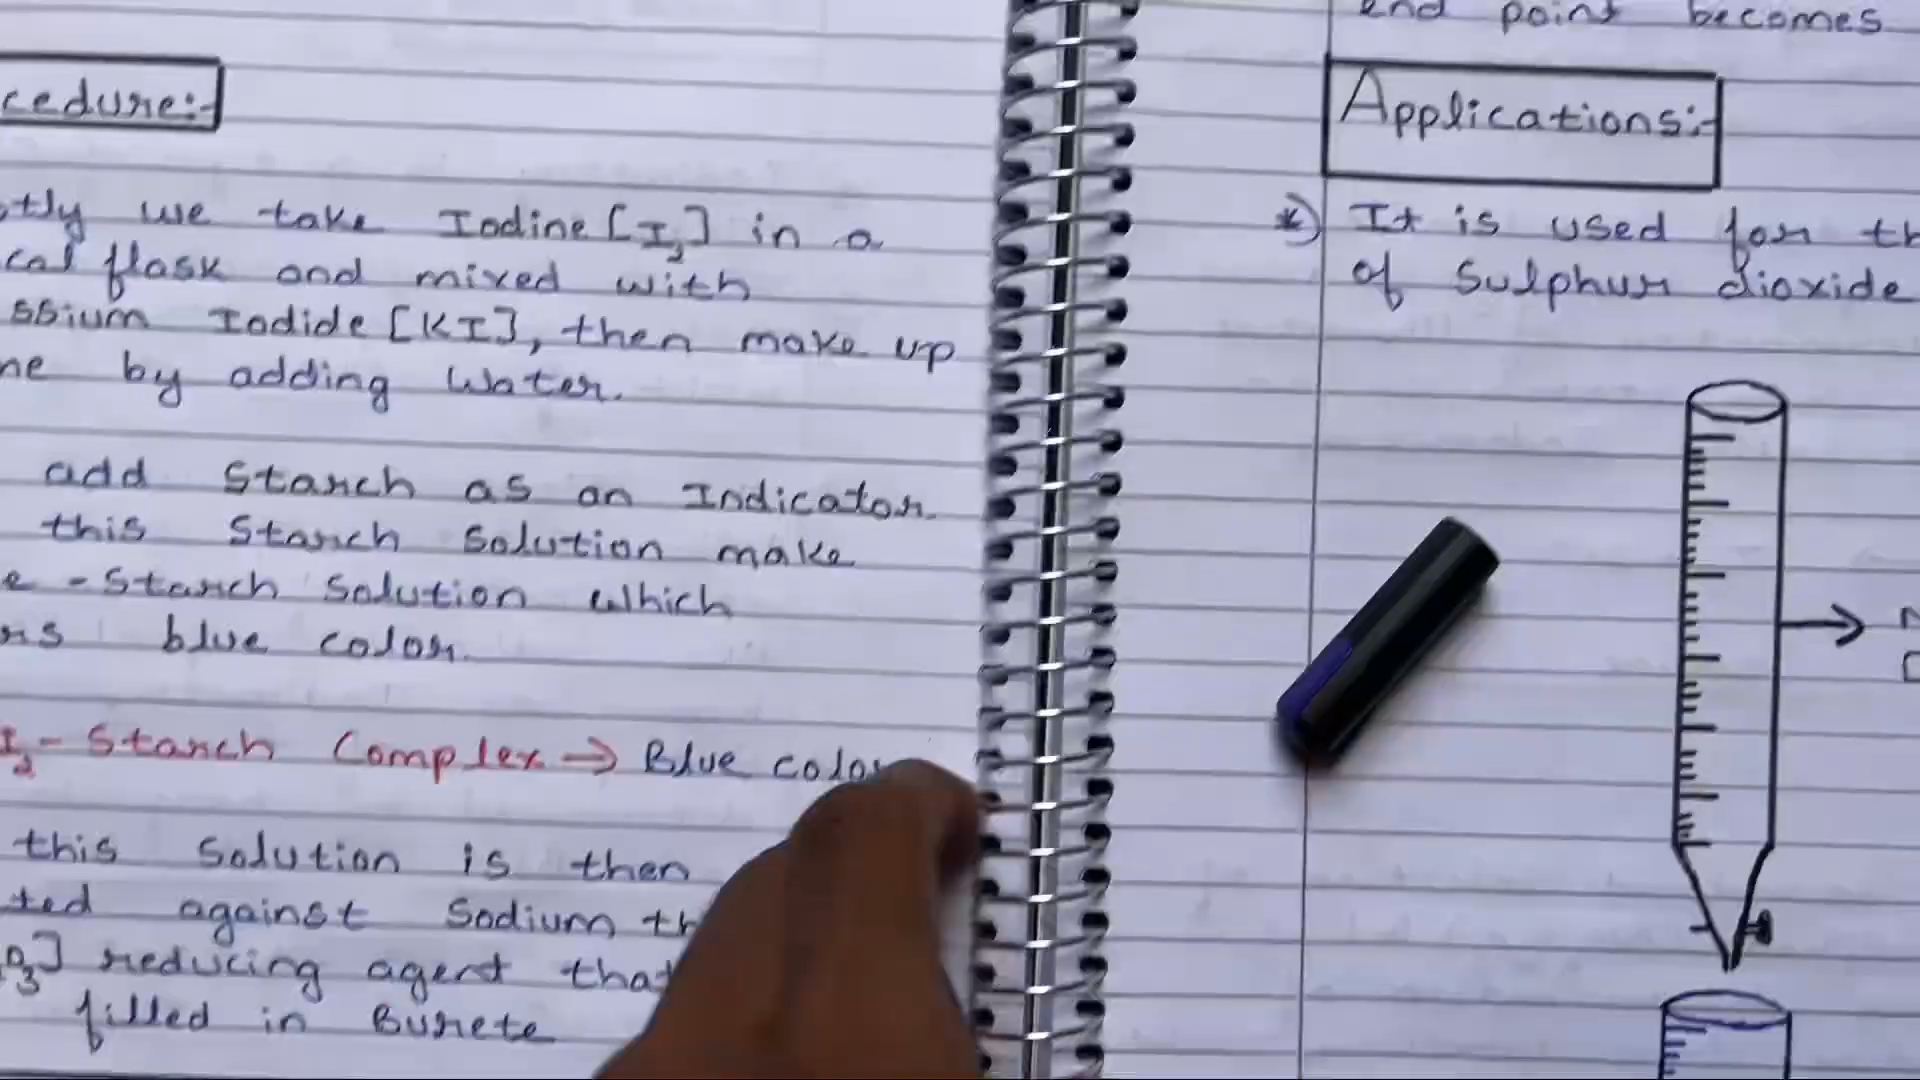 cedure:-
we take Iodine [I2] in a
cal flask and mixed with
ssium Iodide [KI], then make up
by adding Water.
add Starch as an Indicator.
this Starch Solution make
e - Starch Solution which
blue color.
I2 - Starch Complex → Blue color
this Solution is then
ted against Sodium th
O3] reducing agent that
filled in Burete
end point becomes
Applications:-
*) It is used for th
of Sulphur dioxide